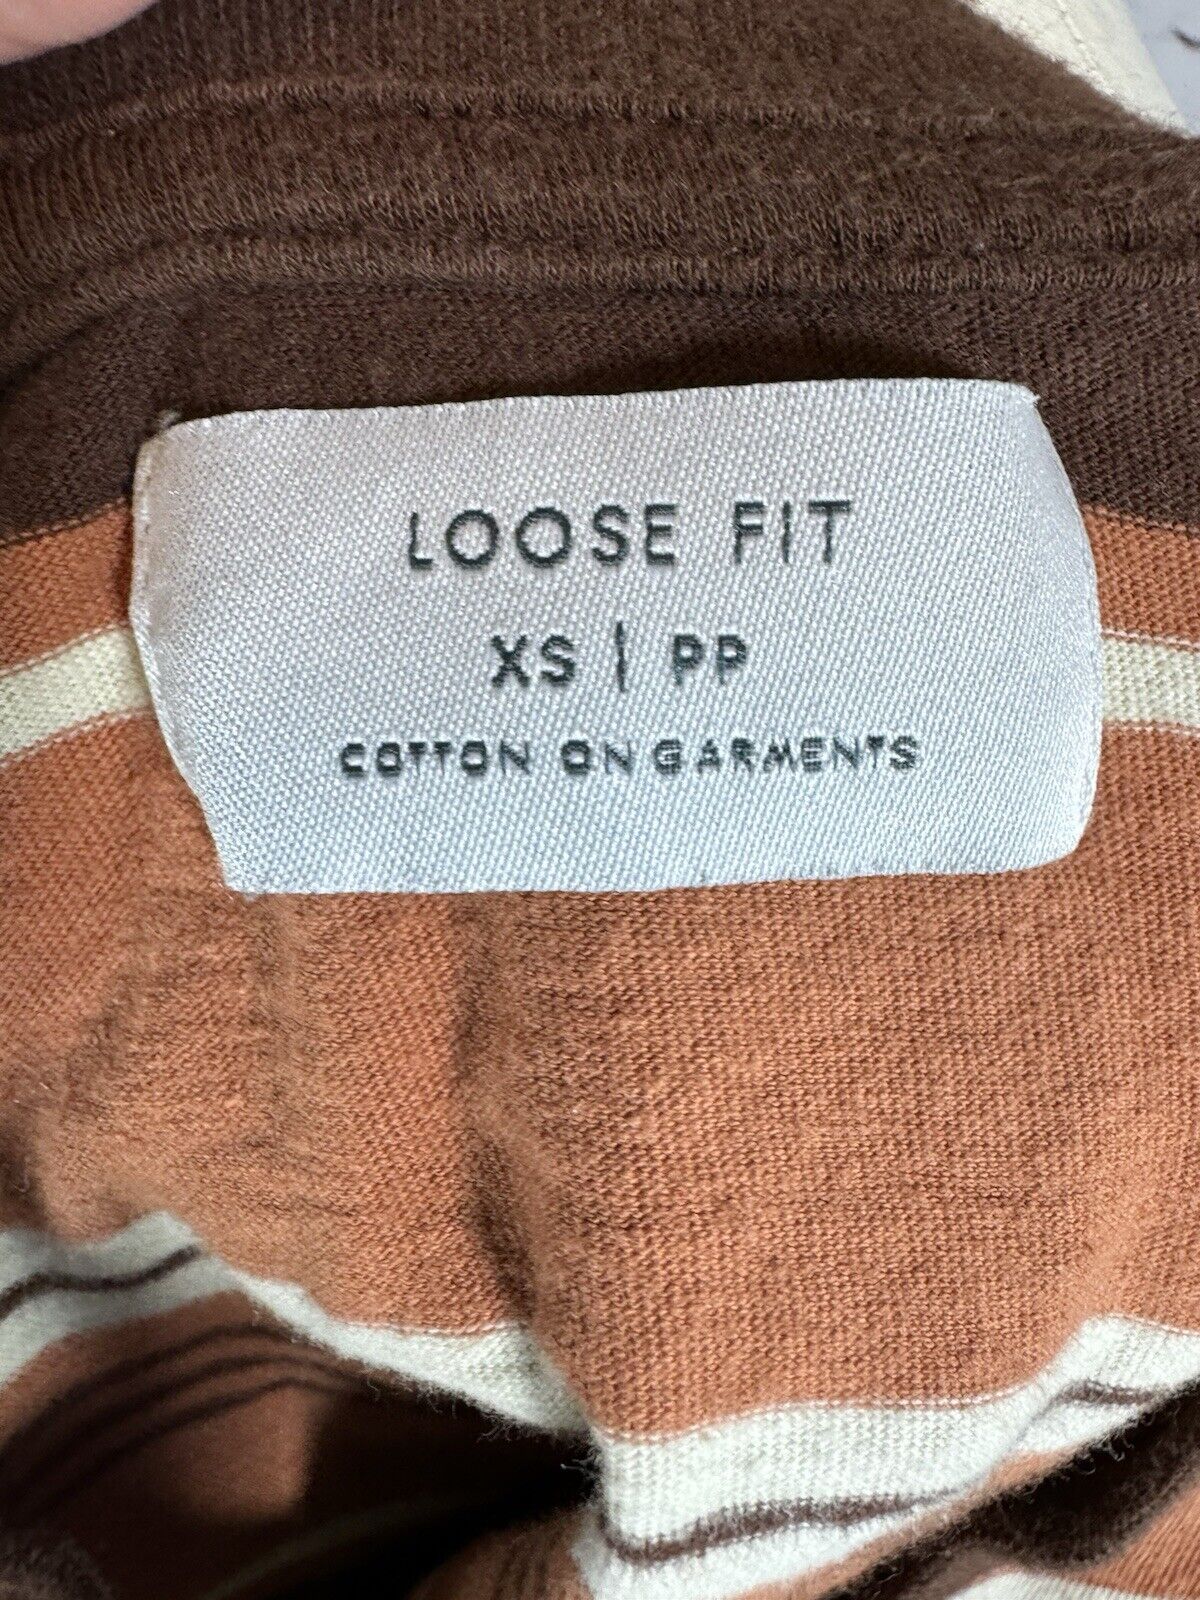 LOOSE FIT
XS | PP
COTTON ON GARMENTS